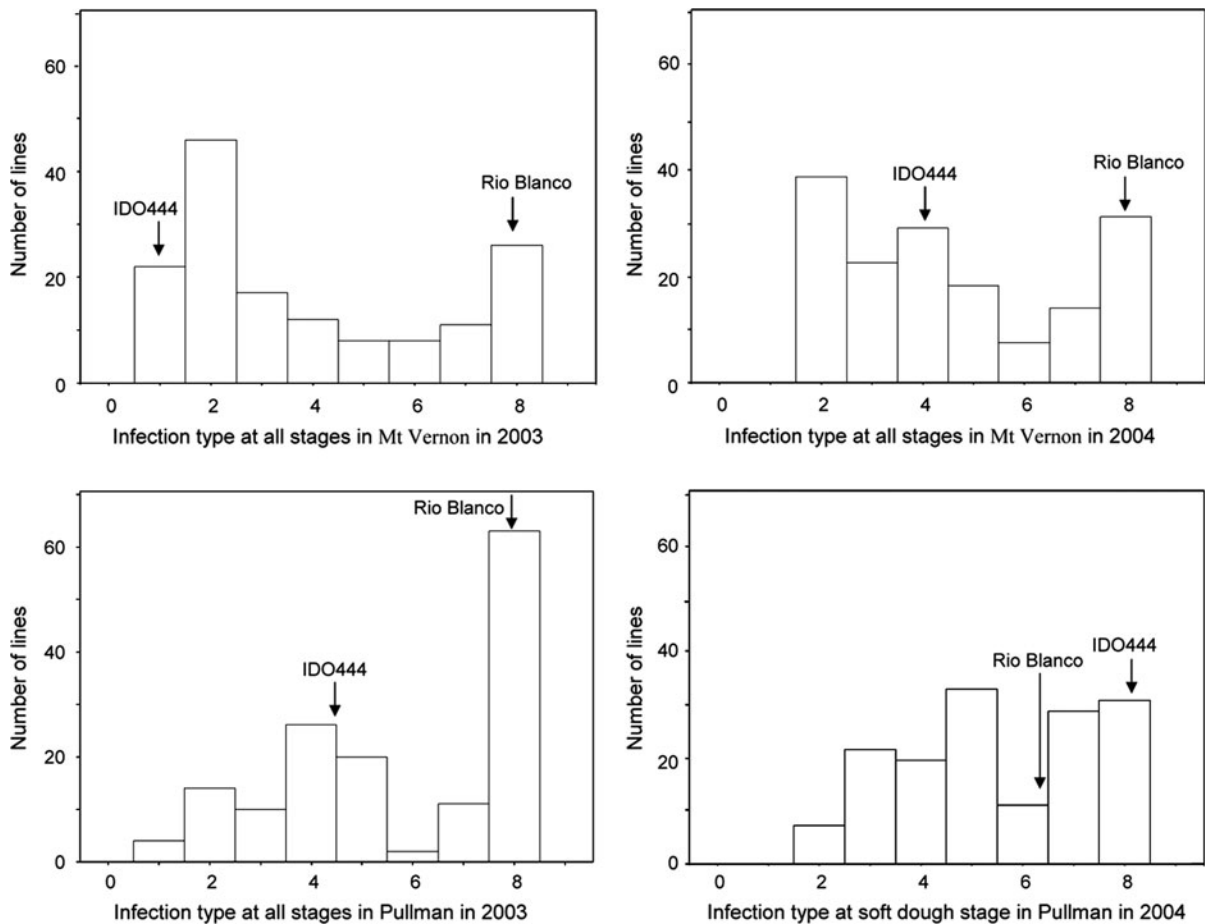 Number of lines
60
40
20
0
IDO444
Rio Blanco
0 2 4 6 8
Infection type at all stages in Mt Vernon in 2003
Number of lines
60
40
20
0
IDO444
Rio Blanco
0 2 4 6 8
Infection type at all stages in Mt Vernon in 2004
Number of lines
60
40
20
0
Rio Blanco
IDO444
0 2 4 6 8
Infection type at all stages in Pullman in 2003
Number of lines
60
40
20
0
IDO444
Rio Blanco
0 2 4 6 8
Infection type at soft dough stage in Pullman in 2004